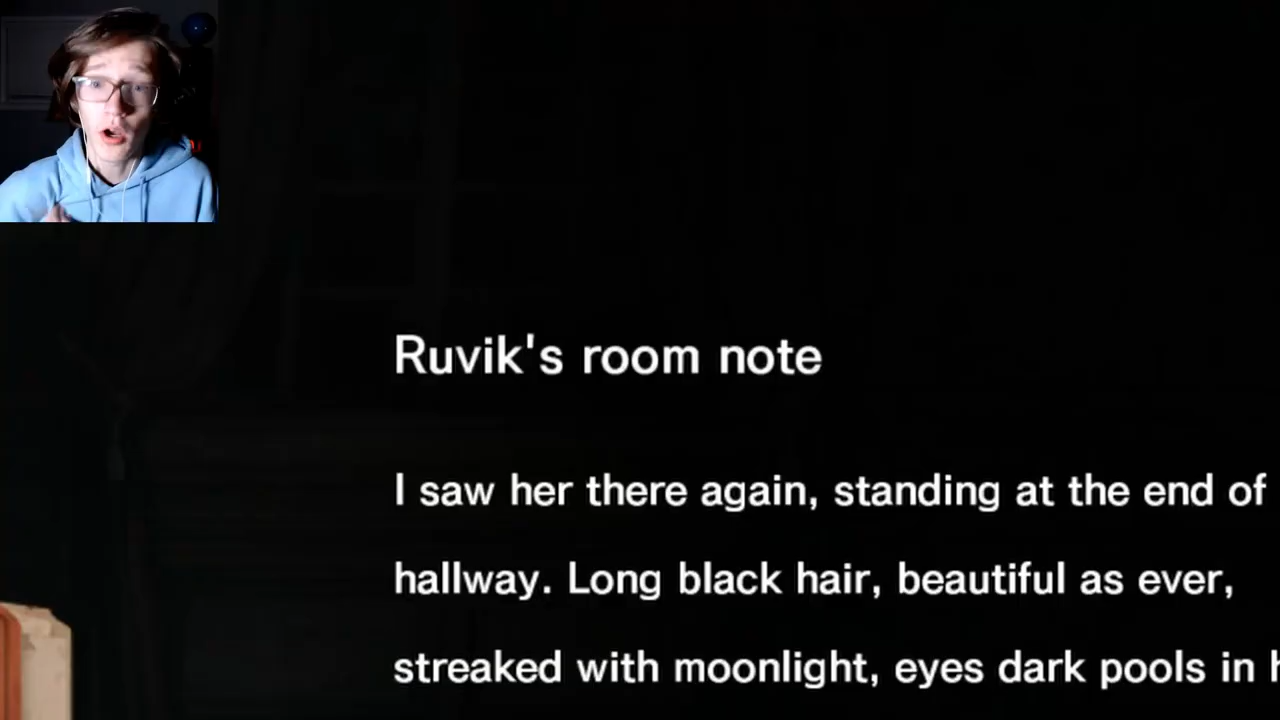 Ruvik's room note
I saw her there again, standing at the end of
hallway. Long black hair, beautiful as ever,
streaked with moonlight, eyes dark pools in